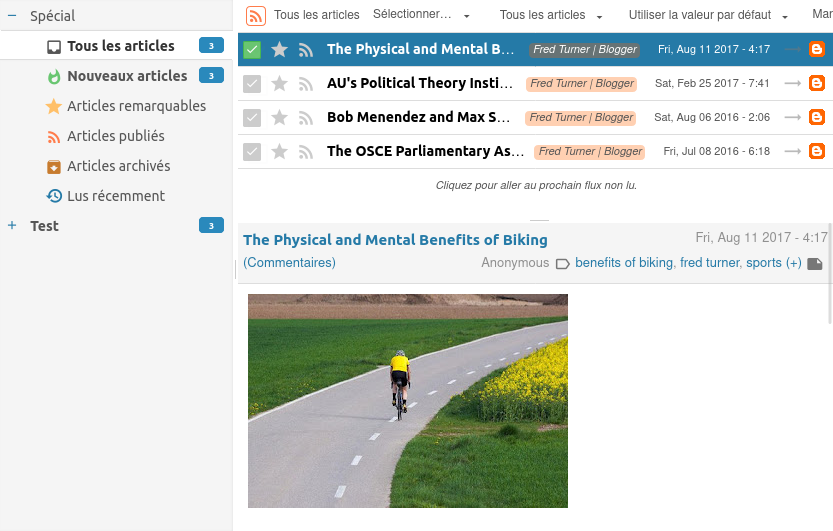 Spécial
Tous les articles 3
Nouveaux articles 3
Articles remarquables
Articles publiés
Articles archivés
Lus récemment
Test 3
Tous les articles Sélectionner... Tous les articles Utiliser la valeur par défaut Mar
The Physical and Mental B... Fred Turner | Blogger Fri, Aug 11 2017 - 4:17
AU's Political Theory Insti... Fred Turner | Blogger Sat, Feb 25 2017 - 7:41
Bob Menendez and Max S... Fred Turner | Blogger Sat, Aug 06 2016 - 2:06
The OSCE Parliamentary As... Fred Turner | Blogger Fri, Jul 08 2016 - 6:18
Cliquez pour aller au prochain flux non lu.
The Physical and Mental Benefits of Biking Fri, Aug 11 2017 - 4:17
(Commentaires) Anonymous benefits of biking, fred turner, sports (+)